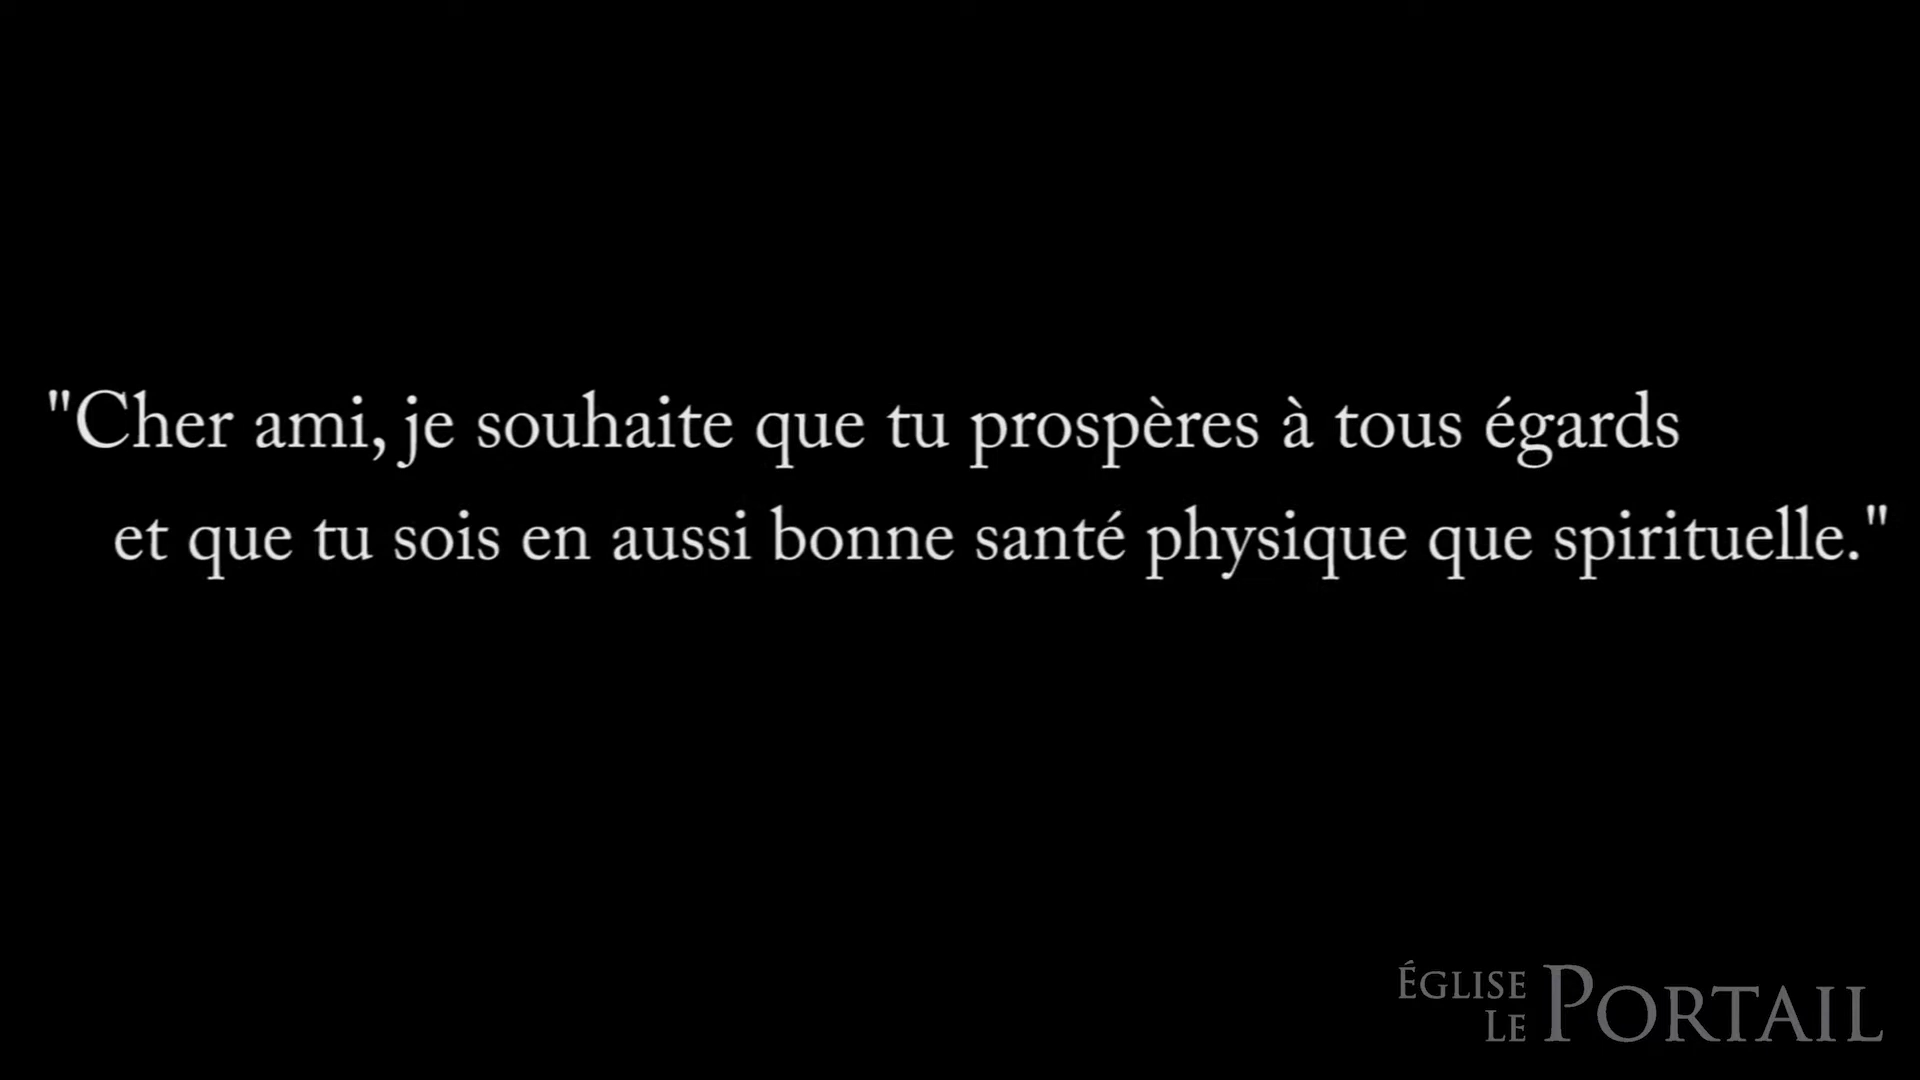 "Cher ami, je souhaite que tu prospères à tous égards
et que tu sois en aussi bonne santé physique que spirituelle."
ÉGLISE
LE PORTAIL